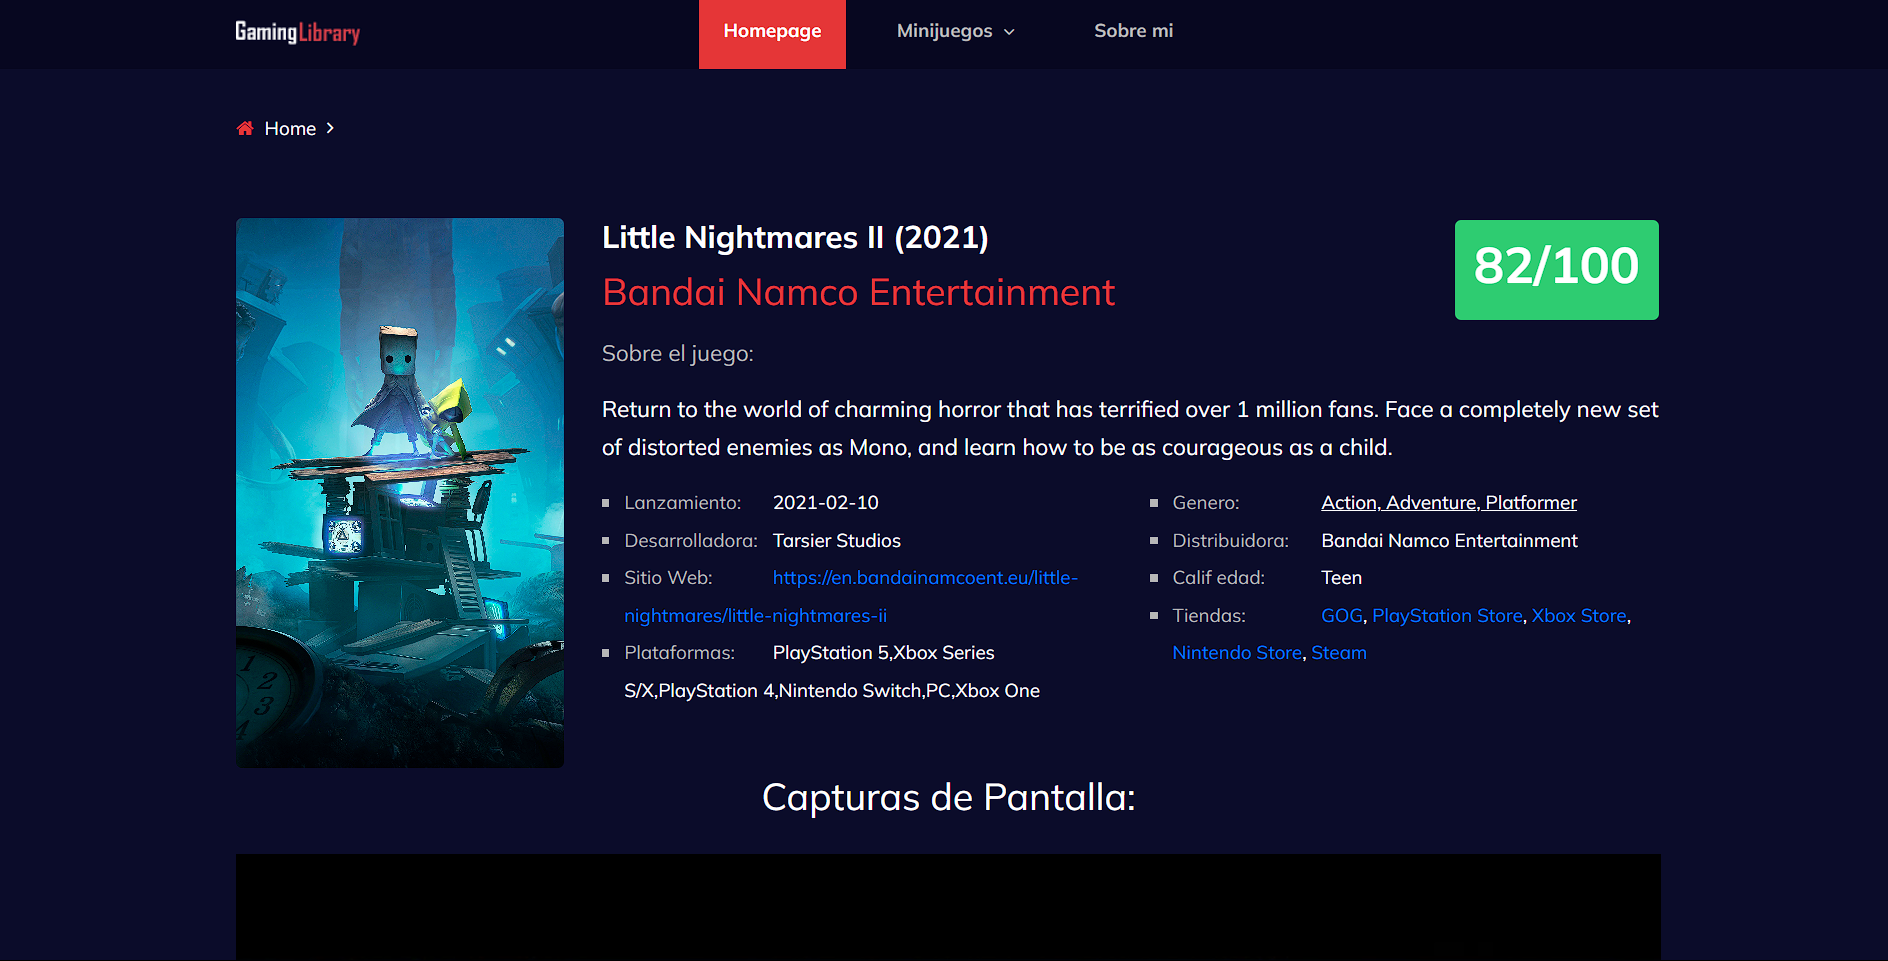 GamingLibrary
Homepage
Minijuegos
Sobre mi
Home
Little Nightmares II (2021)
82/100
Bandai Namco Entertainment
Sobre el juego:
Return to the world of charming horror that has terrified over 1 million fans. Face a completely new set
of distorted enemies as Mono, and learn how to be as courageous as a child.
Lanzamiento: 2021-02-10
Desarrolladora: Tarsier Studios
Sitio Web: https://en.bandainamcoent.eu/little-
nightmares/little-nightmares-ii
Plataformas: PlayStation 5,Xbox Series
S/X,PlayStation 4,Nintendo Switch,PC,Xbox One
Genero: Action, Adventure, Platformer
Distribuidora: Bandai Namco Entertainment
Calif edad: Teen
Tiendas: GOG, PlayStation Store, Xbox Store,
Nintendo Store, Steam
1
2
3
4
Capturas de Pantalla: